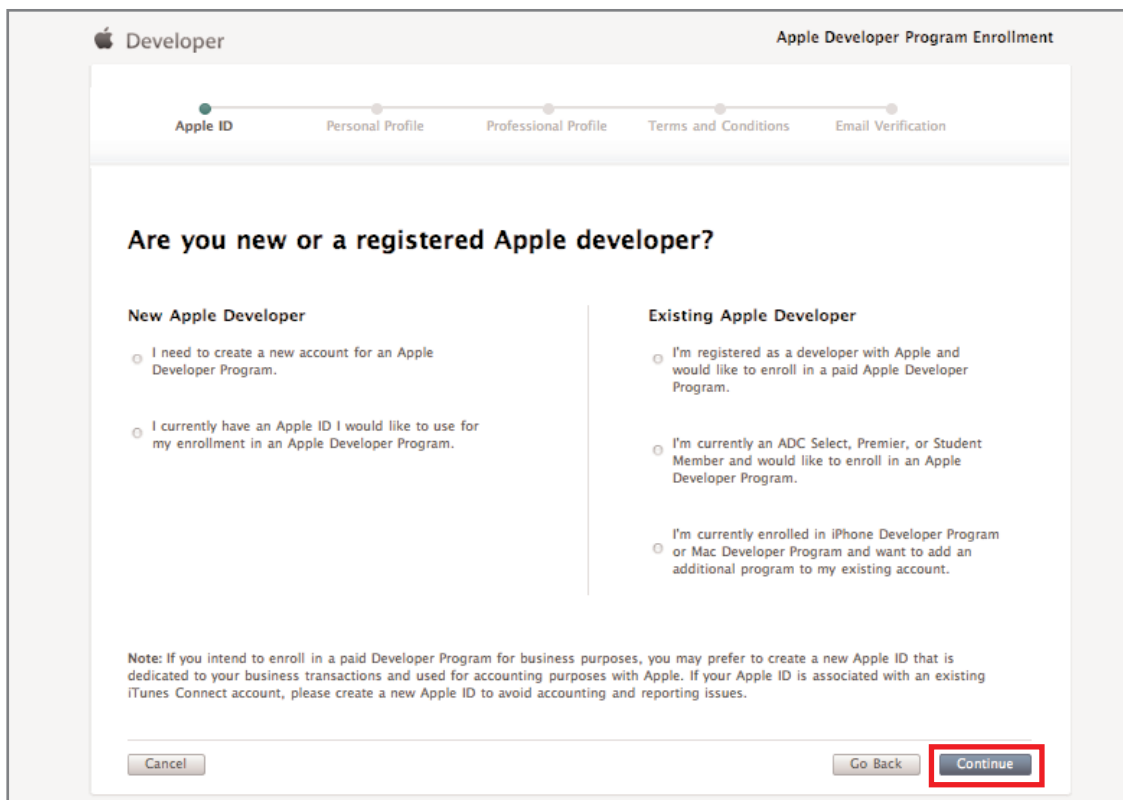 Developer
Apple Developer Program Enrollment
Apple ID
Personal Profile
Professional Profile
Terms and Conditions
Email Verification
Are you new or a registered Apple developer?
New Apple Developer
I need to create a new account for an Apple
Developer Program.
I currently have an Apple ID I would like to use for
my enrollment in an Apple Developer Program.
Existing Apple Developer
I'm registered as a developer with Apple and
would like to enroll in a paid Apple Developer
Program.
I'm currently an ADC Select, Premier, or Student
Member and would like to enroll in an Apple
Developer Program.
I'm currently enrolled in iPhone Developer Program
or Mac Developer Program and want to add an
additional program to my existing account.
Note: If you intend to enroll in a paid Developer Program for business purposes, you may prefer to create a new Apple ID that is
dedicated to your business transactions and used for accounting purposes with Apple. If your Apple ID is associated with an existing
iTunes Connect account, please create a new Apple ID to avoid accounting and reporting issues.
Cancel
Go Back
Continue